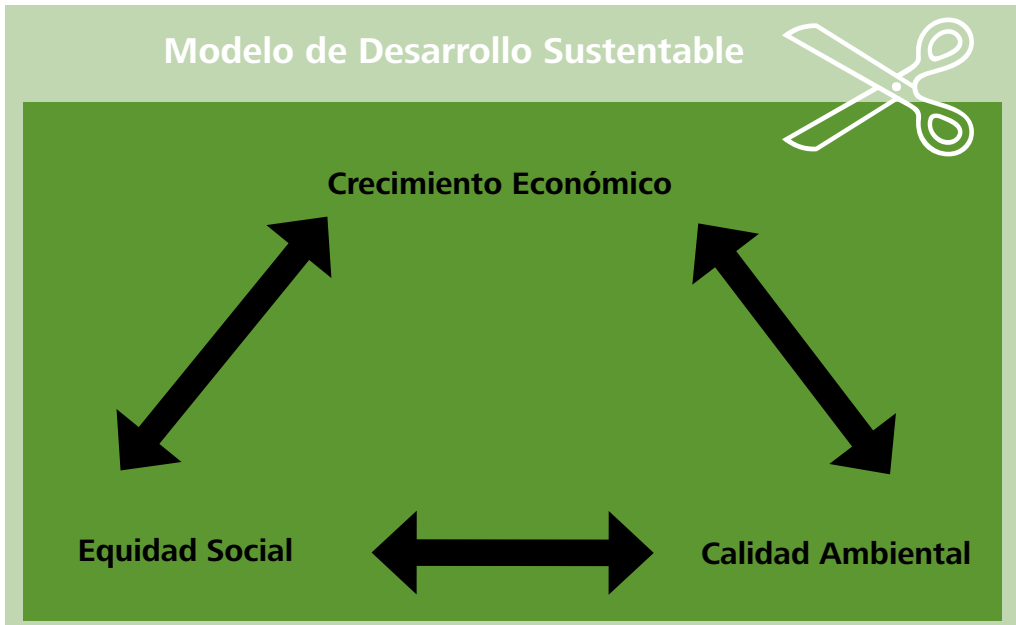 Modelo de Desarrollo Sustentable
Crecimiento Económico
Equidad Social
Calidad Ambiental